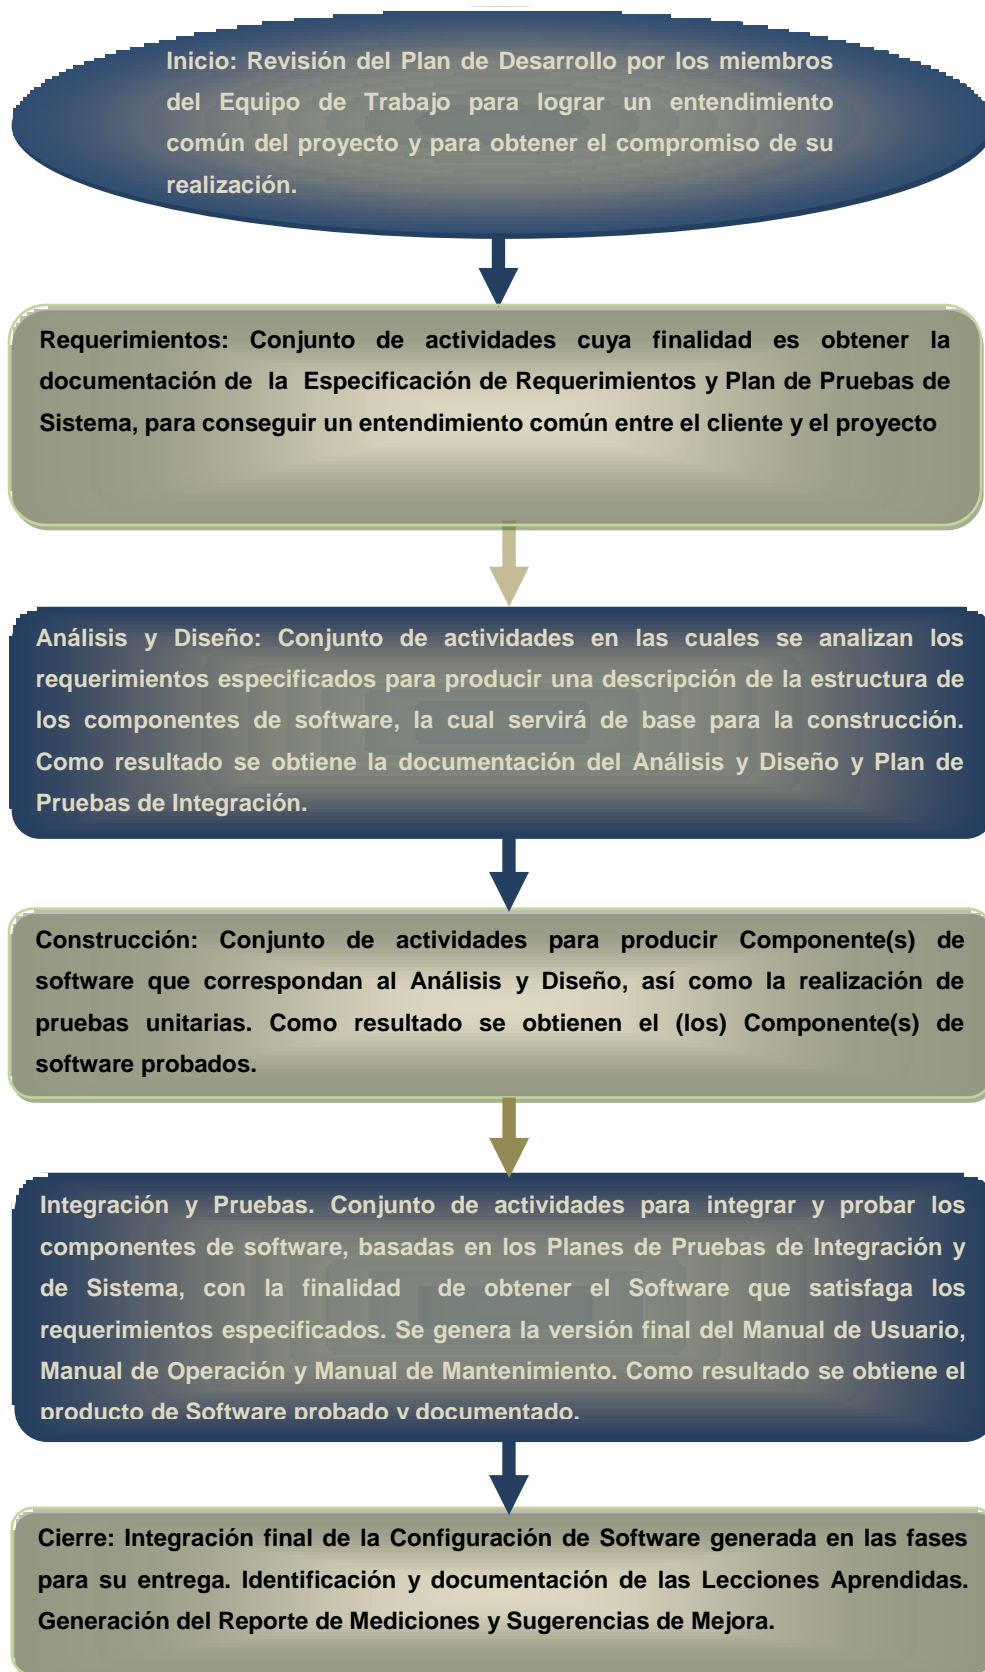 Inicio: Revisión del Plan de Desarrollo por los miembros
del Equipo de Trabajo para lograr un entendimiento
común del proyecto y para obtener el compromiso de su
realización.
Requerimientos: Conjunto de actividades cuya finalidad es obtener la
documentación de la Especificación de Requerimientos y Plan de Pruebas de
Sistema, para conseguir un entendimiento común entre el cliente y el proyecto
Análisis y Diseño: Conjunto de actividades en las cuales se analizan los
requerimientos especificados para producir una descripción de la estructura de
los componentes de software, la cual servirá de base para la construcción.
Como resultado se obtiene la documentación del Análisis y Diseño y Plan de
Pruebas de Integración.
Construcción: Conjunto de actividades para producir Componente(s) de
software que correspondan al Análisis y Diseño, así como la realización de
pruebas unitarias. Como resultado se obtienen el (los) Componente(s) de
software probados.
Integración y Pruebas. Conjunto de actividades para integrar y probar los
componentes de software, basadas en los Planes de Pruebas de Integración y
de Sistema, con la finalidad de obtener el Software que satisfaga los
requerimientos especificados. Se genera la versión final del Manual de Usuario,
Manual de Operación y Manual de Mantenimiento. Como resultado se obtiene el
producto de Software probado y documentado.
Cierre: Integración final de la Configuración de Software generada en las fases
para su entrega. Identificación y documentación de las Lecciones Aprendidas.
Generación del Reporte de Mediciones y Sugerencias de Mejora.